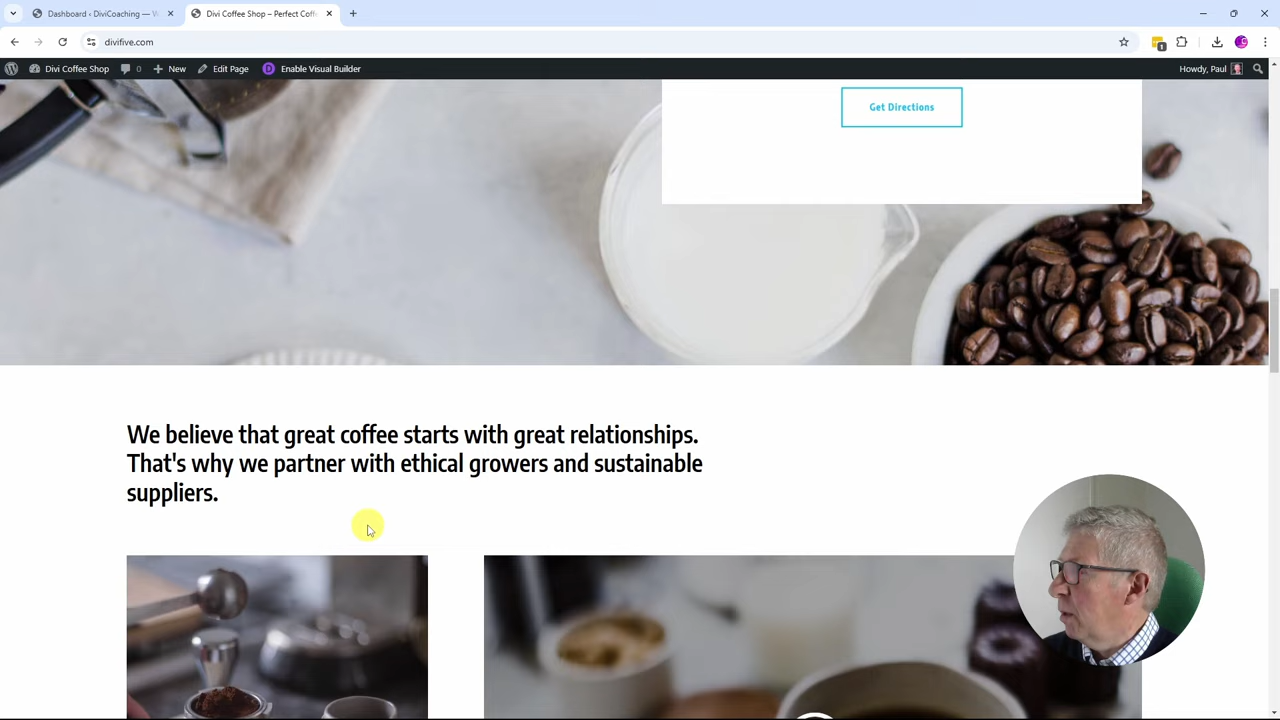 Dashboard ‹ DiviCoaching — W
Divi Coffee Shop – Perfect Coff
divifive.com
1
Divi Coffee Shop
0
New
Edit Page
Enable Visual Builder
Howdy, Paul
Get Directions
We believe that great coffee starts with great relationships.
That's why we partner with ethical growers and sustainable
suppliers.